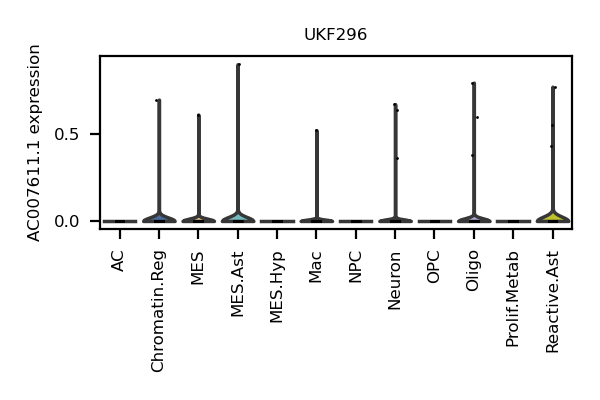 UKF296
AC007611.1 expression
0.5
0.0
AC
Chromatin.Reg
MES
MES.Ast
MES.Hyp
Mac
NPC
Neuron
OPC
Oligo
Prolif.Metab
Reactive.Ast